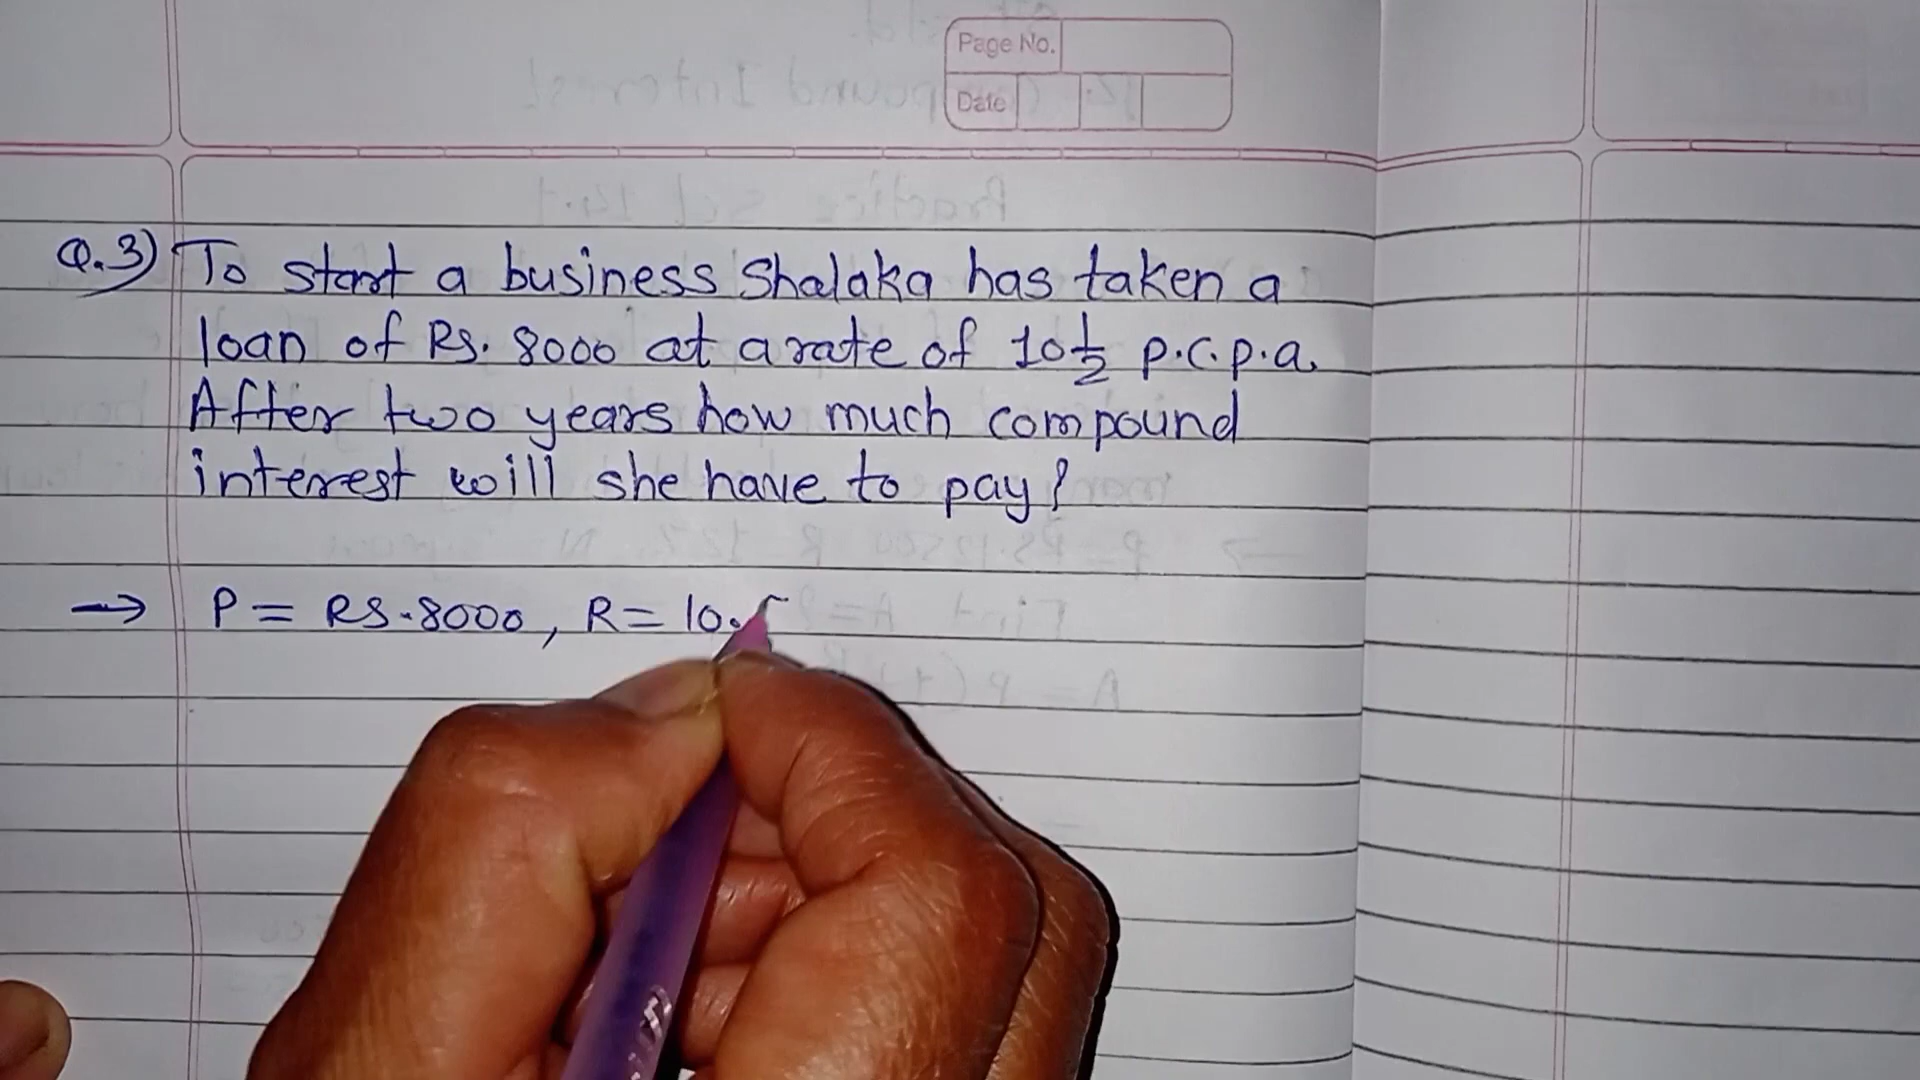 Page No.
Date
Q.3) To start a business Shalaka has taken a
loan of Rs. 8000 at a rate of 10½ p.c.p.a.
After two years how much compound
interest will she have to pay?
→ P = RS.8000, R = 10.5